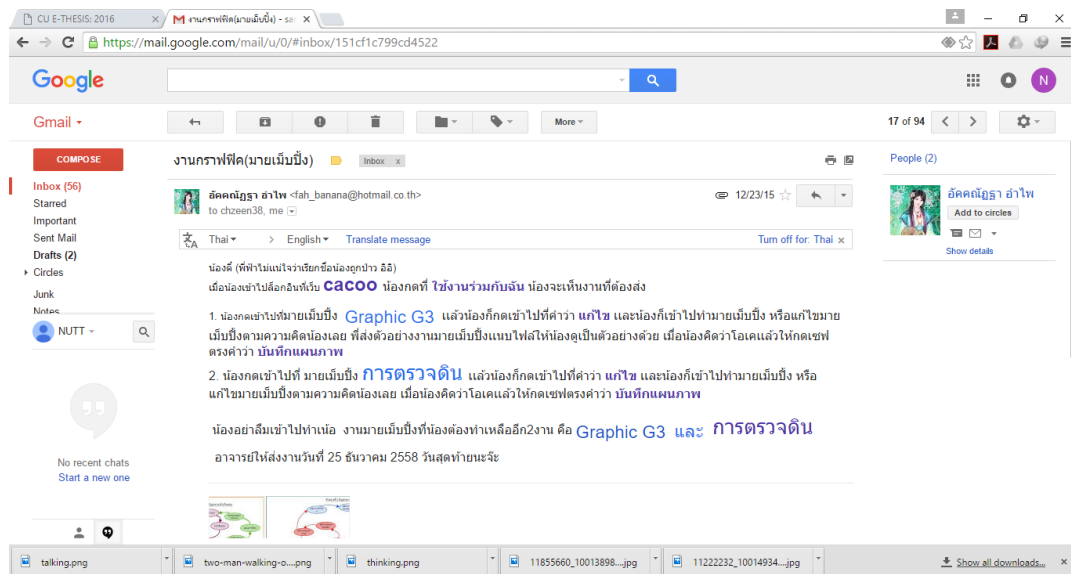 CU E-THESIS: 2016
งานกราฟฟิค(มายเม็บปิ้ง) - sa
https://mail.google.com/mail/u/0/#inbox/151cf1c799cd4522
Google
N
Gmail
More
17 of 94
COMPOSE
งานกราฟฟิค(มายเม็บปิ้ง)
Inbox x
People (2)
Inbox (56)
Starred
Important
Sent Mail
Drafts (2)
Circles
Junk
Notes
อัคคณัฏฐา อำไพ <fah_banana@hotmail.co.th>
12/23/15
to chzeen38, me
อัคคณัฏฐา อำไพ
Add to circles
Show details
Thai > English Translate message
Turn off for: Thai x
น้องดี้ (พี่ฟ้าไม่แน่ใจว่าเรียกชื่อน้องถูกป่าว อิอิ)
เมื่อน้องเข้าไปล็อกอินที่เว็บ cacoo น้องกดที่ ใช้งานร่วมกับฉัน น้องจะเห็นงานที่ต้องส่ง
1. น้องกดเข้าไปที่มายเม็บปิ้ง Graphic G3 แล้วน้องก็กดเข้าไปที่คำว่า แก้ไข และน้องก็เข้าไปทำมายเม็บปิ้ง หรือแก้ไขมาย
เม็บปิ้งตามความคิดน้องเลย พี่ส่งตัวอย่างงานมายเม็บปิ้งแนบไฟล์ให้น้องดูเป็นตัวอย่างด้วย เมื่อน้องคิดว่าโอเคแล้วให้กดเซฟ
ตรงคำว่า บันทึกแผนภาพ
2. น้องกดเข้าไปที่ มายเม็บปิ้ง การตรวจดิน แล้วน้องก็กดเข้าไปที่คำว่า แก้ไข และน้องก็เข้าไปทำมายเม็บปิ้ง หรือ
แก้ไขมายเม็บปิ้งตามความคิดน้องเลย เมื่อน้องคิดว่าโอเคแล้วให้กดเซฟตรงคำว่า บันทึกแผนภาพ
น้องอย่าลืมเข้าไปทำเน้อ งานมายเม็บปิ้งที่น้องต้องทำเหลืออีก2งาน คือ Graphic G3 และ การตรวจดิน
อาจารย์ให้ส่งงานวันที่ 25 ธันวาคม 2558 วันสุดท้ายนะจ๊ะ
NUTT
No recent chats
Start a new one
talking.png
two-man-walking-o....png
thinking.png
11855660_10013898....jpg
11222232_10014934....jpg
Show all downloads...